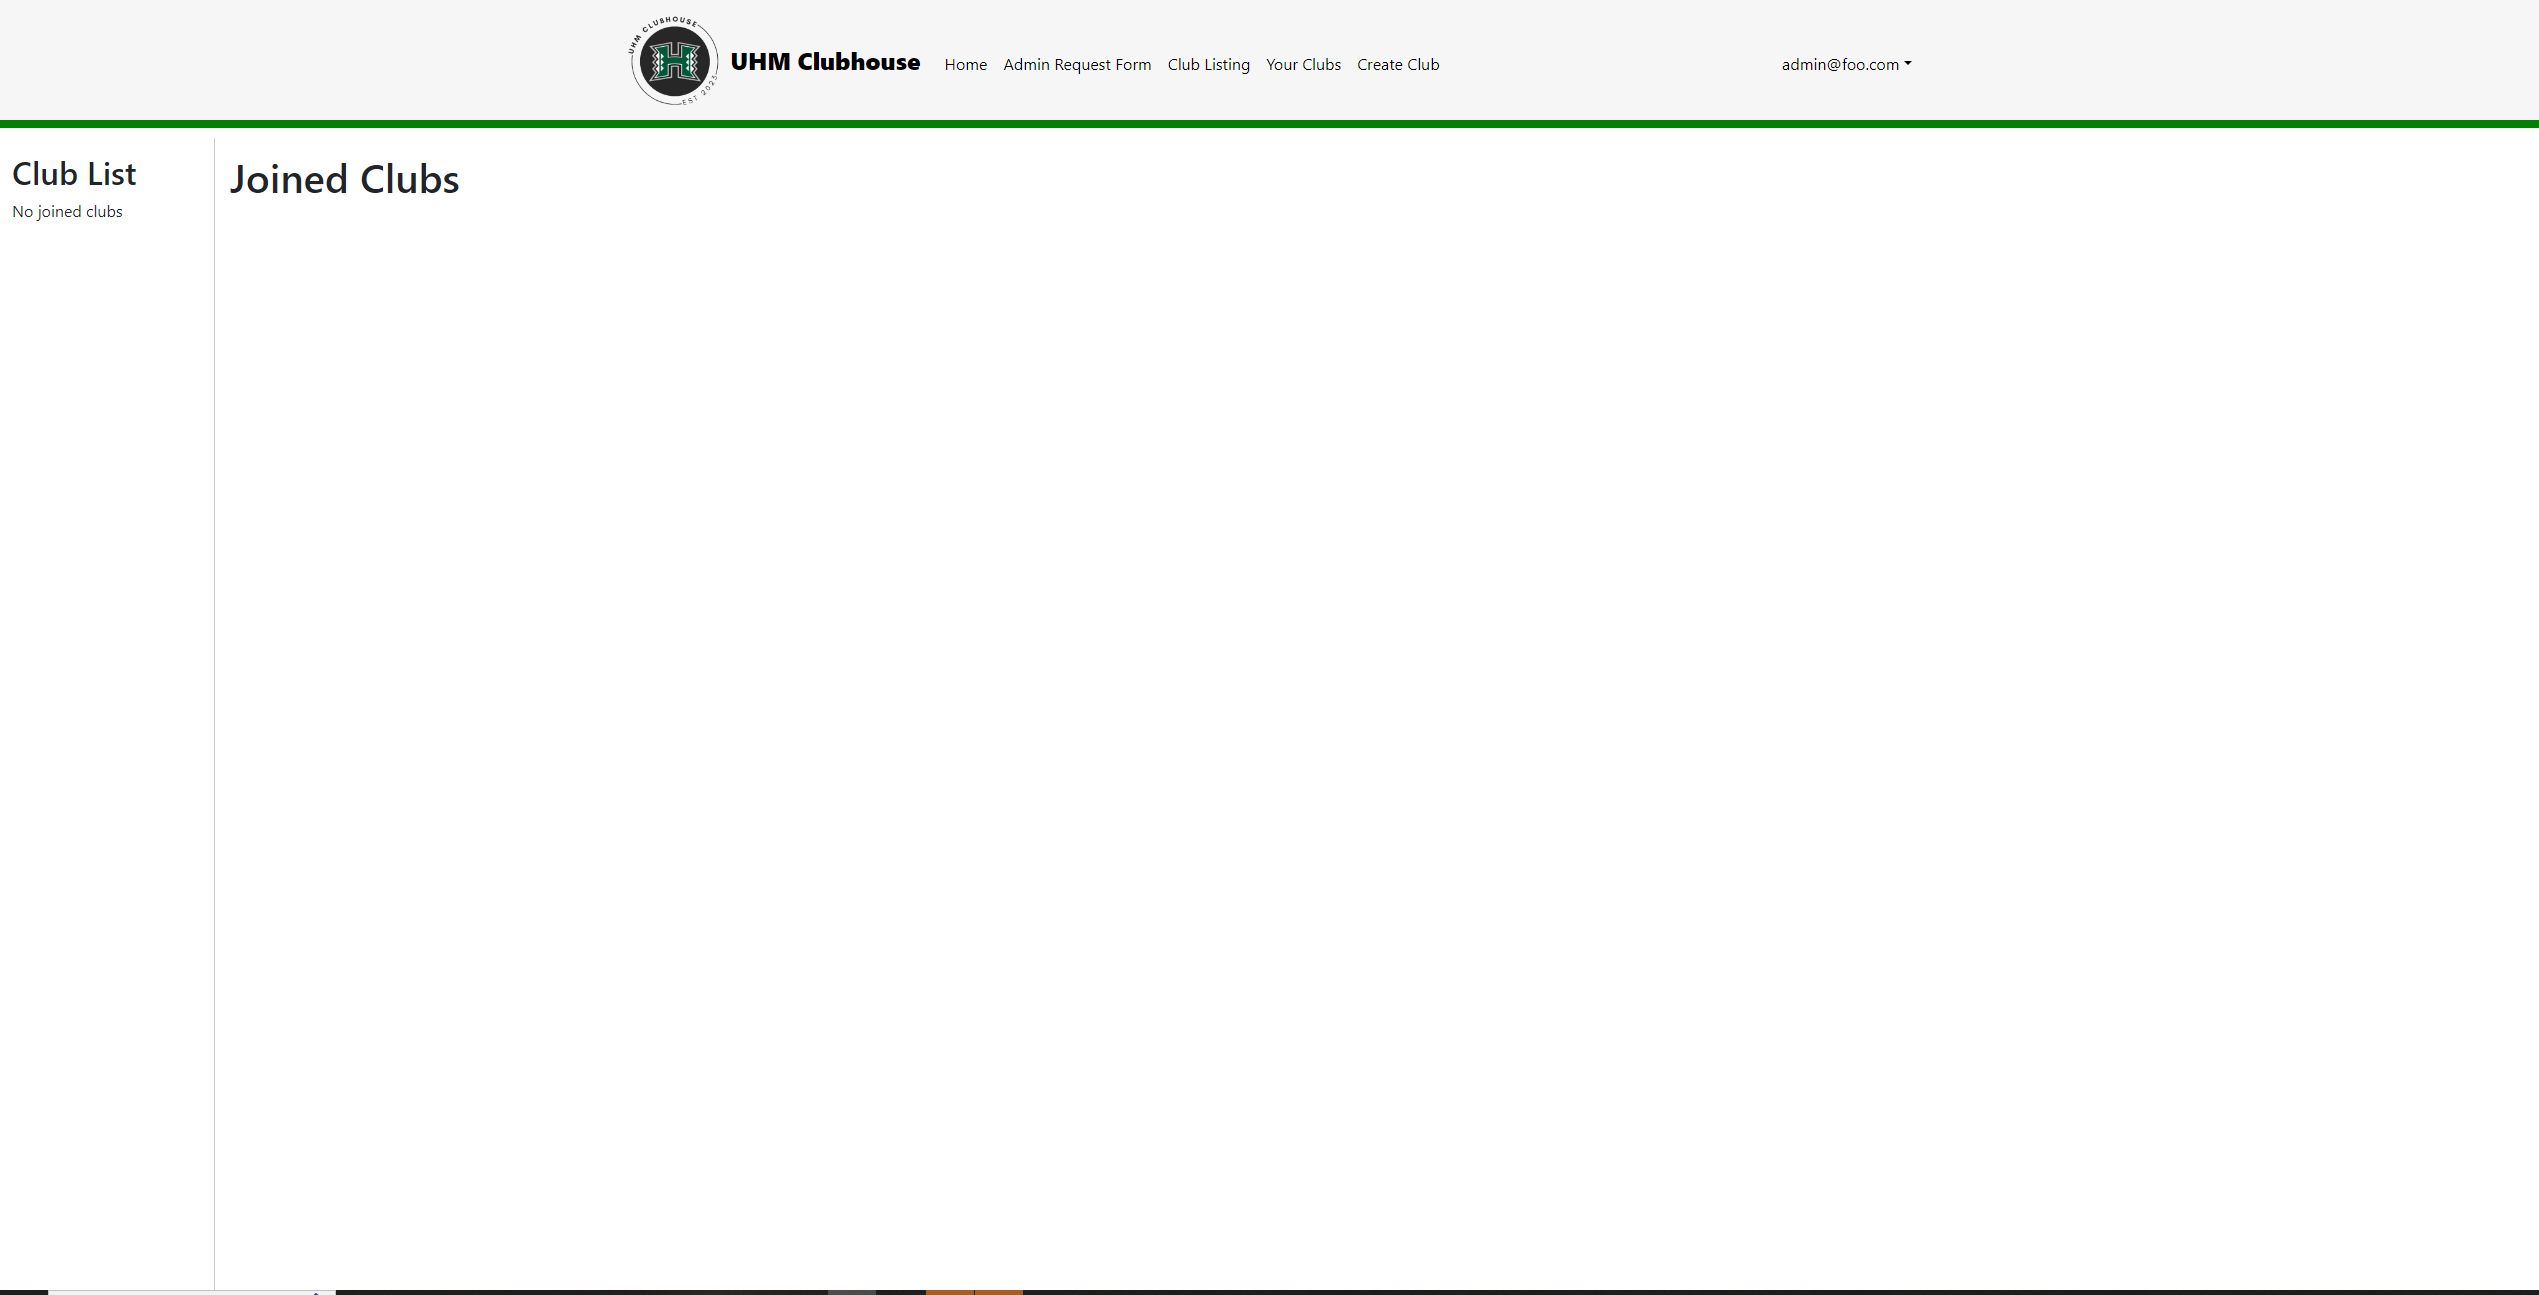 UHM CLUBHOUSE
EST 2023
UHM Clubhouse
Home Admin Request Form Club Listing Your Clubs Create Club
admin@foo.com
Club List
No joined clubs
Joined Clubs